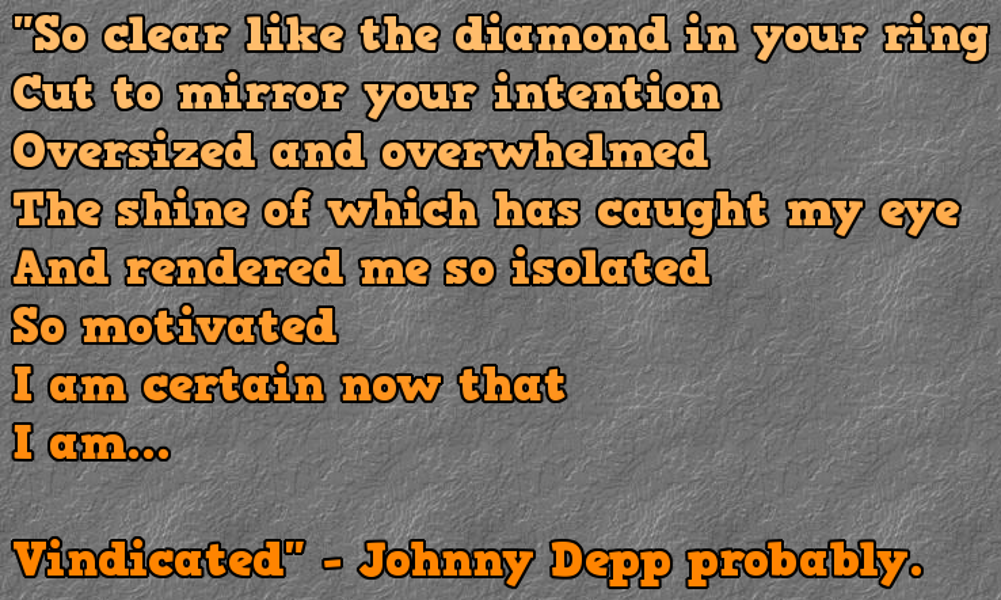 "So clear like the diamond in your ring
Cut to mirror your intention
Oversized and overwhelmed
The shine of which has caught my eye
And rendered me so isolated
So motivated
I am certain now that
I am...
Vindicated" - Johnny Depp probably.